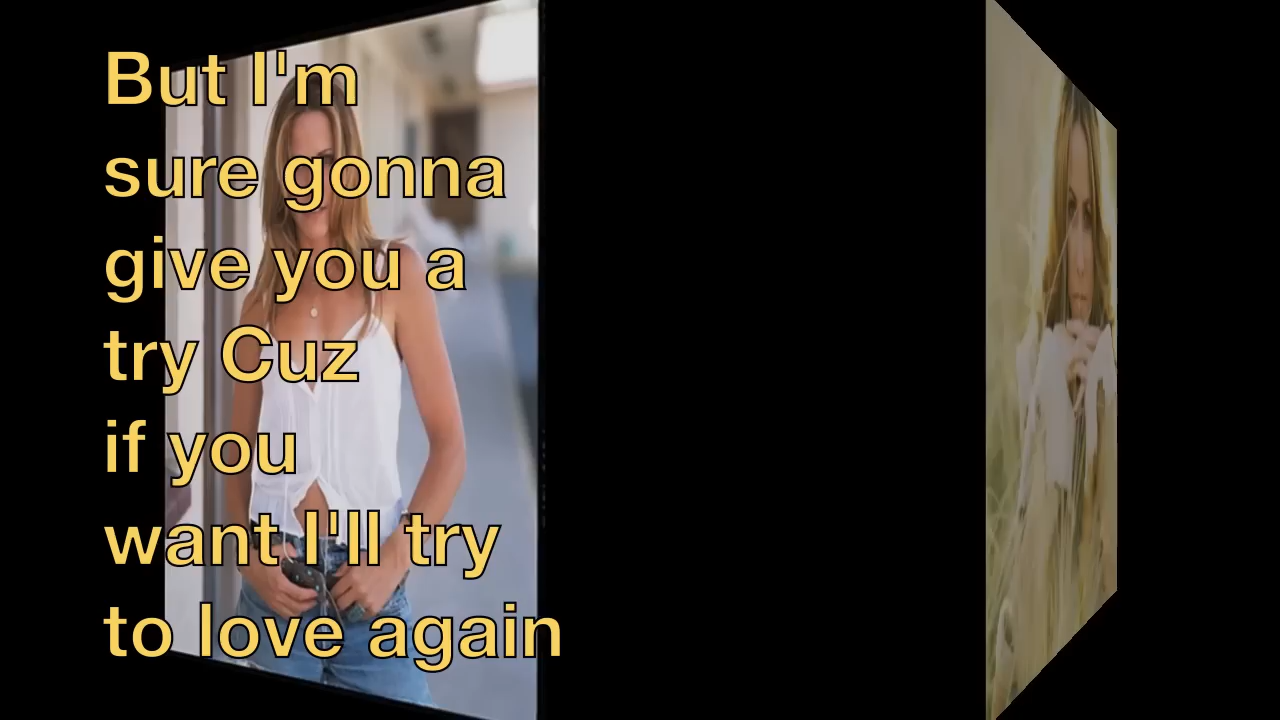 But I'm
sure gonna
give you a
try Cuz
if you
want I'll try
to love again